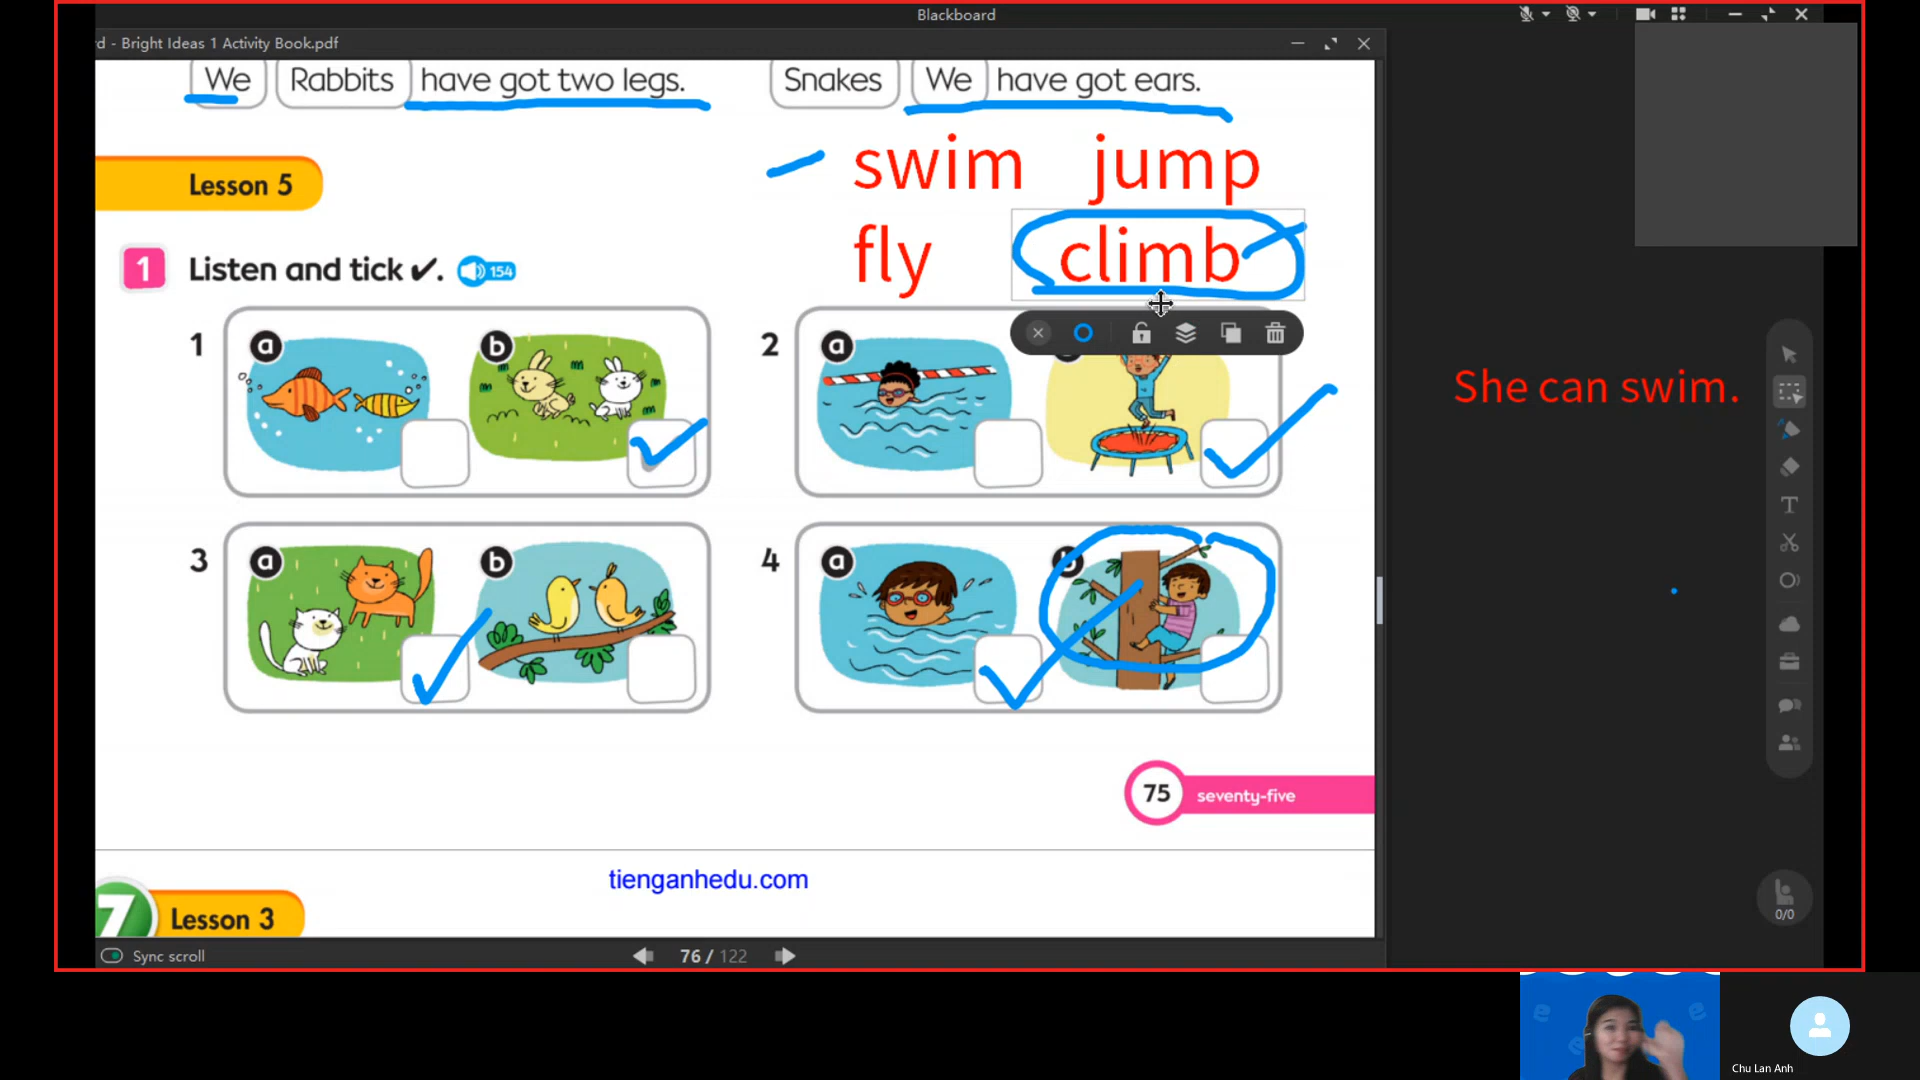 Blackboard
d - Bright Ideas 1 Activity Book.pdf
We Rabbits have got two legs.
Snakes We have got ears.
swim jump
Lesson 5
fly climb
1 Listen and tick ✔. 154
1 a b
2 a
She can swim.
3 a b
4 a b
75 seventy-five
tienganhedu.com
7 Lesson 3
0/0
Sync scroll
76 / 122
Chu Lan Anh